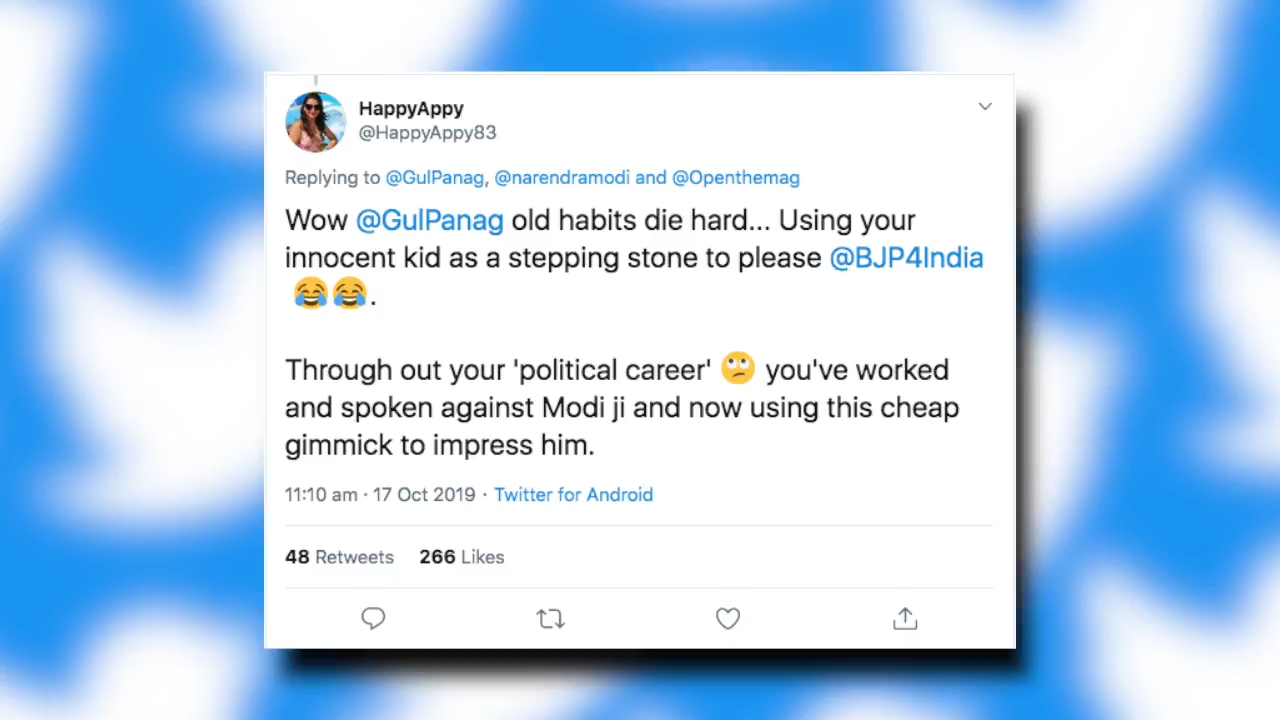 HappyAppy
@HappyAppy83
Replying to @GulPanag, @narendramodi and @Openthemag
Wow @GulPanag old habits die hard... Using your
innocent kid as a stepping stone to please @BJP4India
😂😂.
Through out your 'political career' 🙄 you've worked
and spoken against Modi ji and now using this cheap
gimmick to impress him.
11:10 am · 17 Oct 2019 · Twitter for Android
48 Retweets 266 Likes